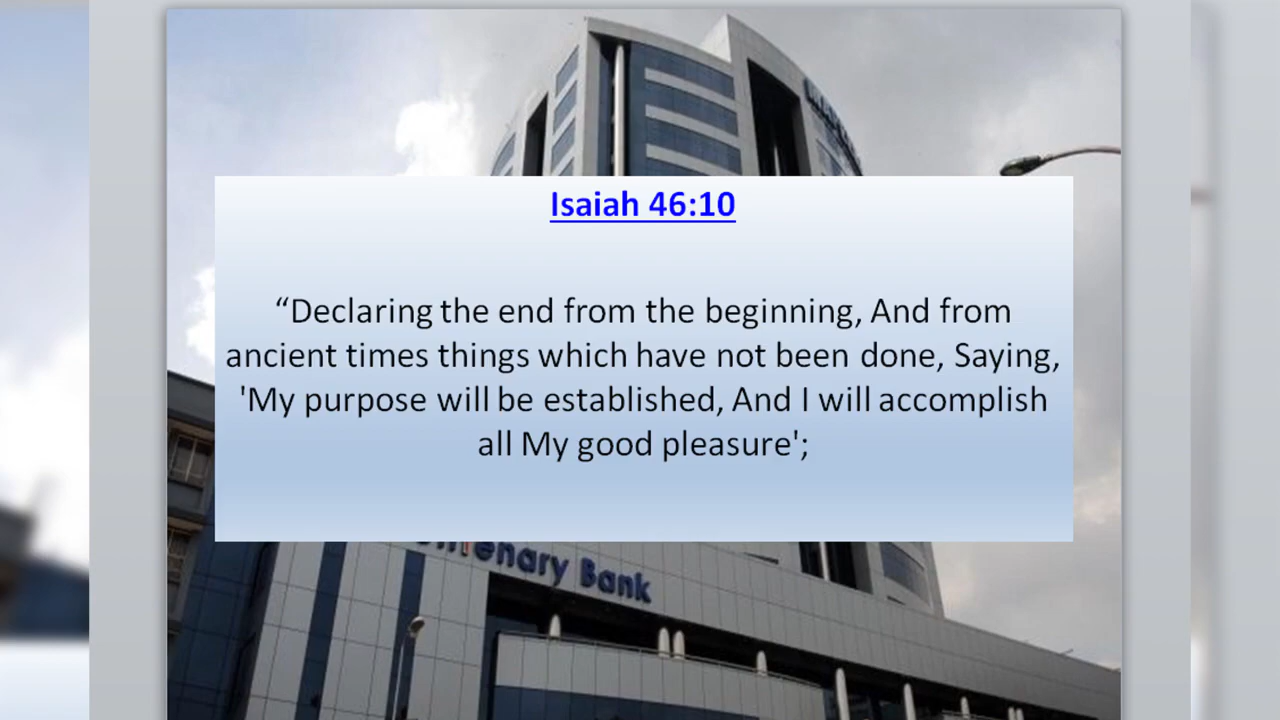 Isaiah 46:10
“Declaring the end from the beginning, And from
ancient times things which have not been done, Saying,
'My purpose will be established, And I will accomplish
all My good pleasure';
Bank